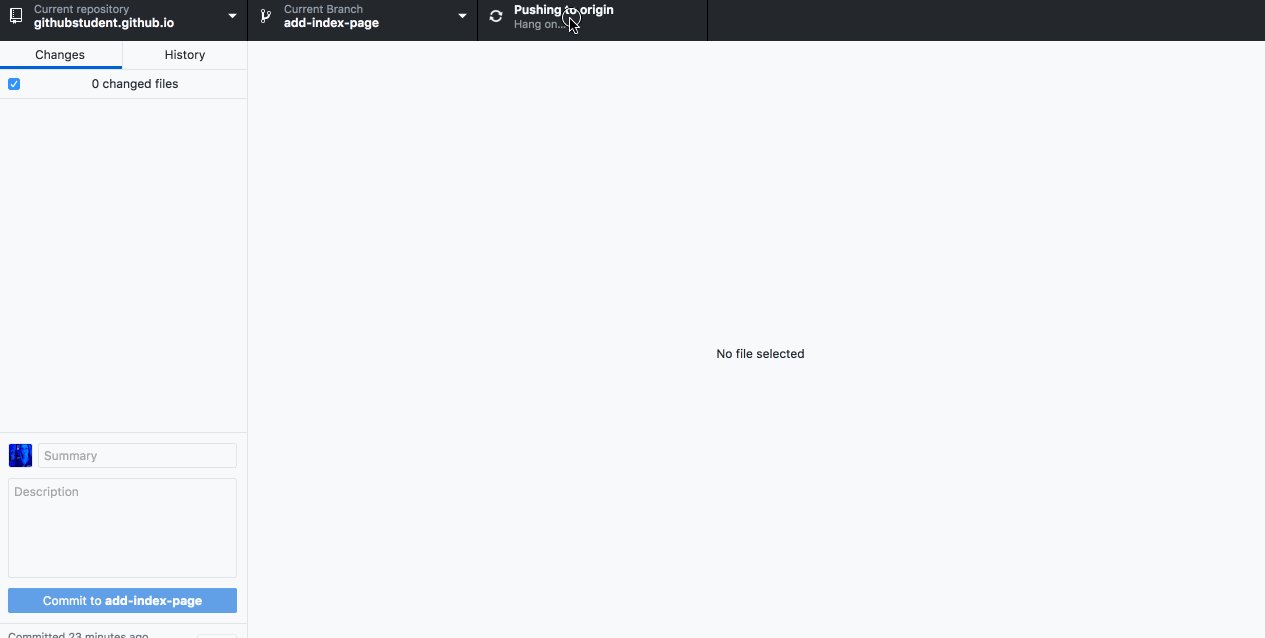 Current repository
githubstudent.github.io
Current Branch
add-index-page
Pushing to origin
Hang on...
Changes
History
0 changed files
No file selected
Summary
Description
Commit to add-index-page
Committed 23 minutes ago